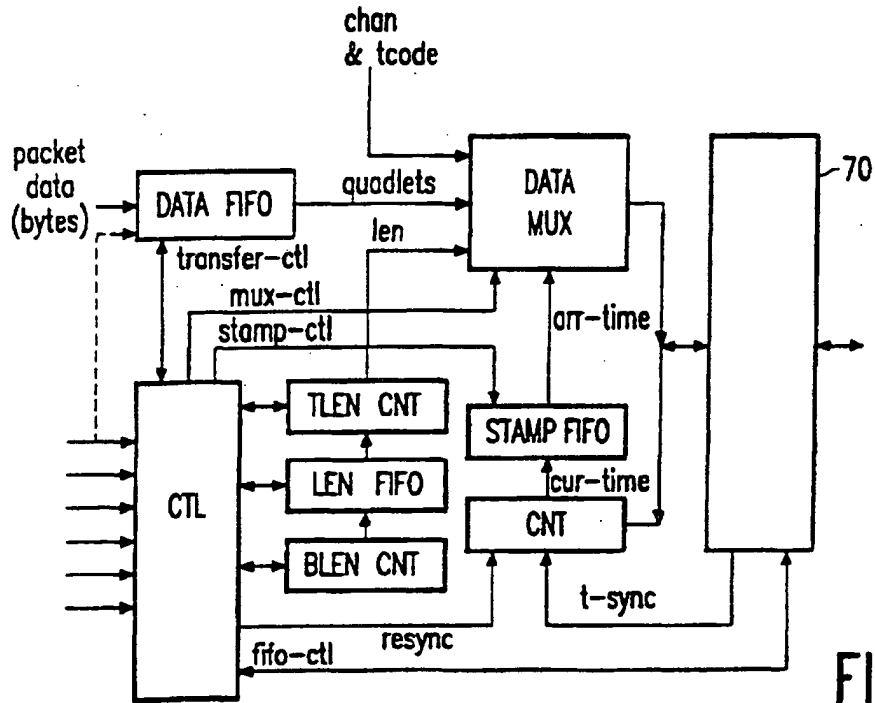 chan
& tcode
packet
data
(bytes)
DATA FIFO
quadlets
DATA
MUX
70
len
transfer-ctl
mux-ctl
arr-time
stamp-ctl
TLEN CNT
STAMP FIFO
LEN FIFO
cur-time
CTL
CNT
BLEN CNT
t-sync
resync
fifo-ctl
FI